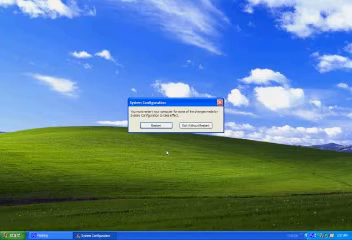 System Configuration
You must restart your computer for some of the changes made by
System Configuration to take effect.
Restart
Exit Without Restart
start
System Configuration